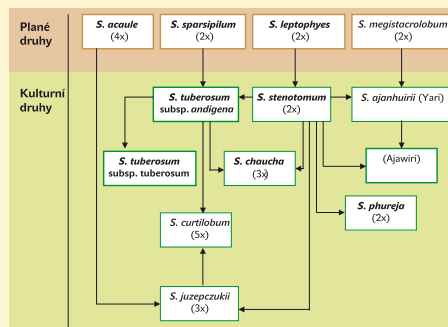 Plané
druhy
S. acaule
(4x)
S. sparsipilum
(2x)
S. leptophyes
(2x)
S. megistacrolobum
(2x)
Kulturní
druhy
S. tuberosum
subsp. andigena
S. stenotomum
(2x)
S. ajanhuirii (Yari)
S. tuberosum
subsp. tuberosum
S. chaucha
(3x)
(Ajawiri)
S. phureja
(2x)
S. curtilobum
(5x)
S. juzepczukii
(3x)